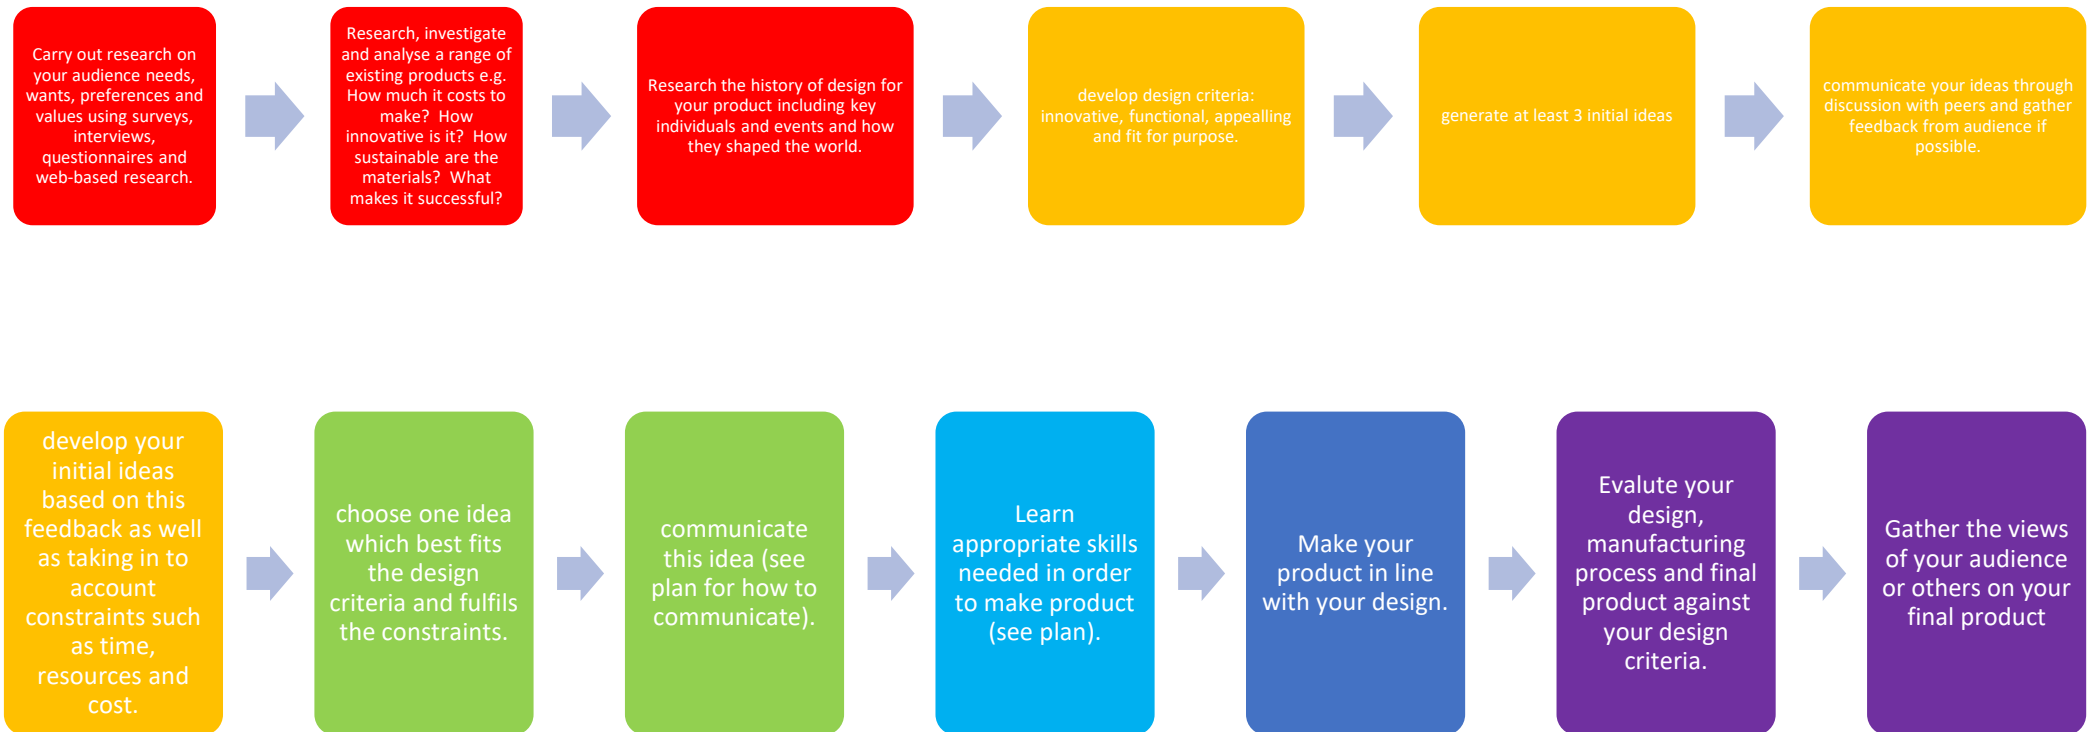 Carry out research on
your audience needs,
wants, preferences and
values using surveys,
interviews,
questionnaires and
web-based research.
Research, investigate
and analyse a range of
existing products e.g.
How much it costs to
make?  How
innovative is it?  How
sustainable are the
materials?  What
makes it successful?
Research the history of design for
your product including key
individuals and events and how
they shaped the world.
develop design criteria:
innovative, functional, appealling
and fit for purpose.
generate at least 3 initial ideas
communicate your ideas through
discussion with peers and gather
feedback from audience if
possible.
develop your
initial ideas
based on this
feedback as well
as taking in to
account
constraints such
as time,
resources and
cost.
choose one idea
which best fits
the design
criteria and fulfils
the constraints.
communicate
this idea (see
plan for how to
communicate).
Learn
appropriate skills
needed in order
to make product
(see plan).
Make your
product in line
with your design.
Evalute your
design,
manufacturing
process and final
product against
your design
criteria.
Gather the views
of your audience
or others on your
final product